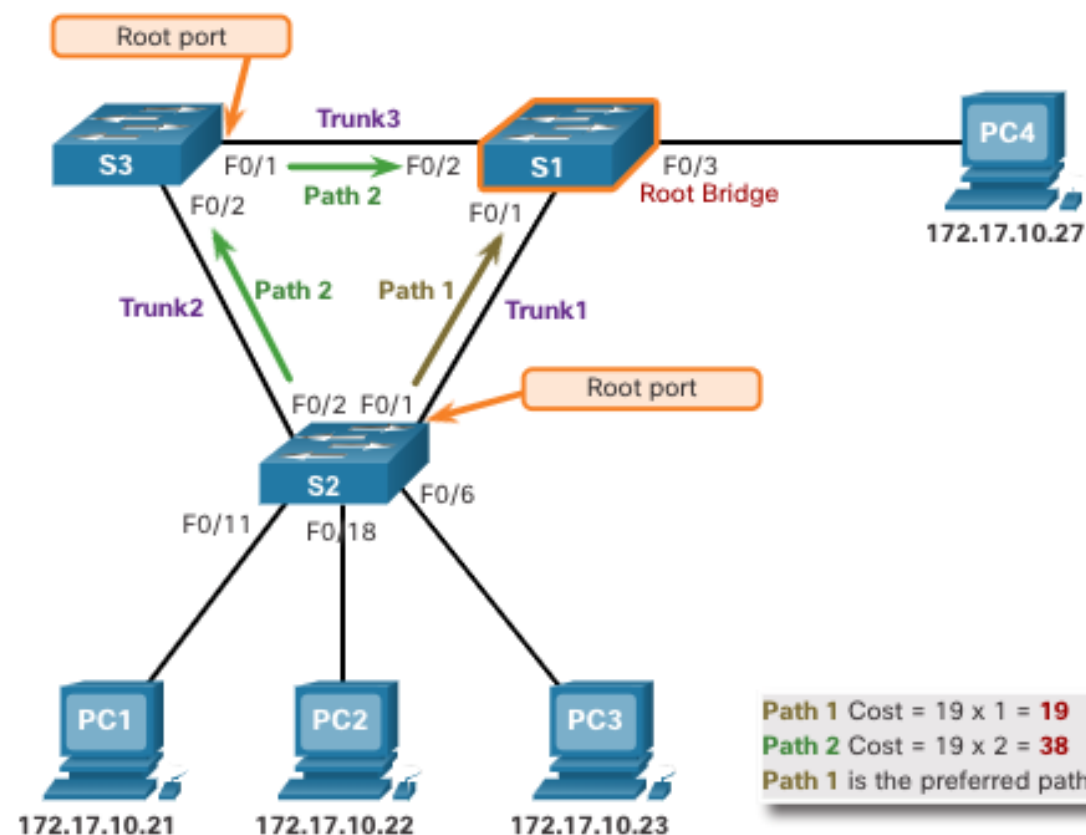 Root port
Trunk3
S3
F0/1
F0/2
S1
F0/3
PC4
Path 2
Root Bridge
F0/2
F0/1
172.17.10.27
Path 2
Path 1
Trunk2
Trunk1
Root port
F0/2 F0/1
S2
F0/6
F0/11
F0/18
PC1
PC2
PC3
Path 1 Cost = 19 x 1 = 19
Path 2 Cost = 19 x 2 = 38
Path 1 is the preferred path
172.17.10.21
172.17.10.22
172.17.10.23